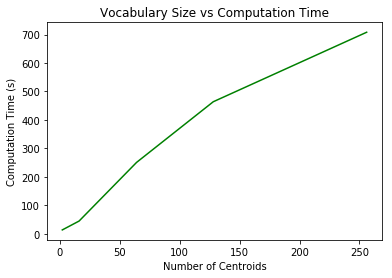 Vocabulary Size vs Computation Time
700
600
500
400
300
200
100
0
Computation Time (s)
0 50 100 150 200 250
Number of Centroids